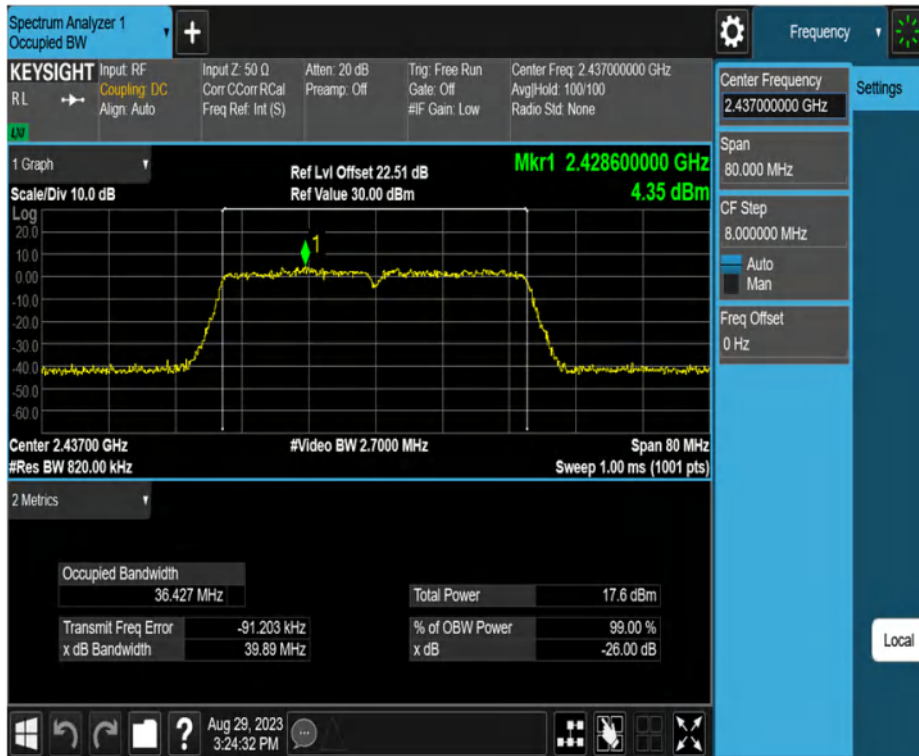 Spectrum Analyzer 1
Occupied BW
+
Frequency
KEYSIGHT
RL
LXI
Input: RF
Coupling: DC
Align: Auto
Input Z: 50 Ω
Corr CCorr RCal
Freq Ref: Int (S)
Atten: 20 dB
Preamp: Off
Trig: Free Run
Gate: Off
#IF Gain: Low
Center Freq: 2.437000000 GHz
Avg|Hold: 100/100
Radio Std: None
Center Frequency
2.437000000 GHz
Settings
Span
80.000 MHz
CF Step
8.000000 MHz
Auto
Man
Freq Offset
0 Hz
1 Graph
Scale/Div 10.0 dB
Ref Lvl Offset 22.51 dB
Ref Value 30.00 dBm
Mkr1 2.428600000 GHz
4.35 dBm
Log
20.0
10.0
0.00
-10.0
-20.0
-30.0
-40.0
-50.0
-60.0
1
Center 2.43700 GHz
#Video BW 2.7000 MHz
Span 80 MHz
#Res BW 820.00 kHz
Sweep 1.00 ms (1001 pts)
2 Metrics
Occupied Bandwidth
36.427 MHz
Total Power 17.6 dBm
Transmit Freq Error -91.203 kHz
% of OBW Power 99.00 %
x dB Bandwidth 39.89 MHz
x dB -26.00 dB
Local
?
Aug 29, 2023
3:24:32 PM